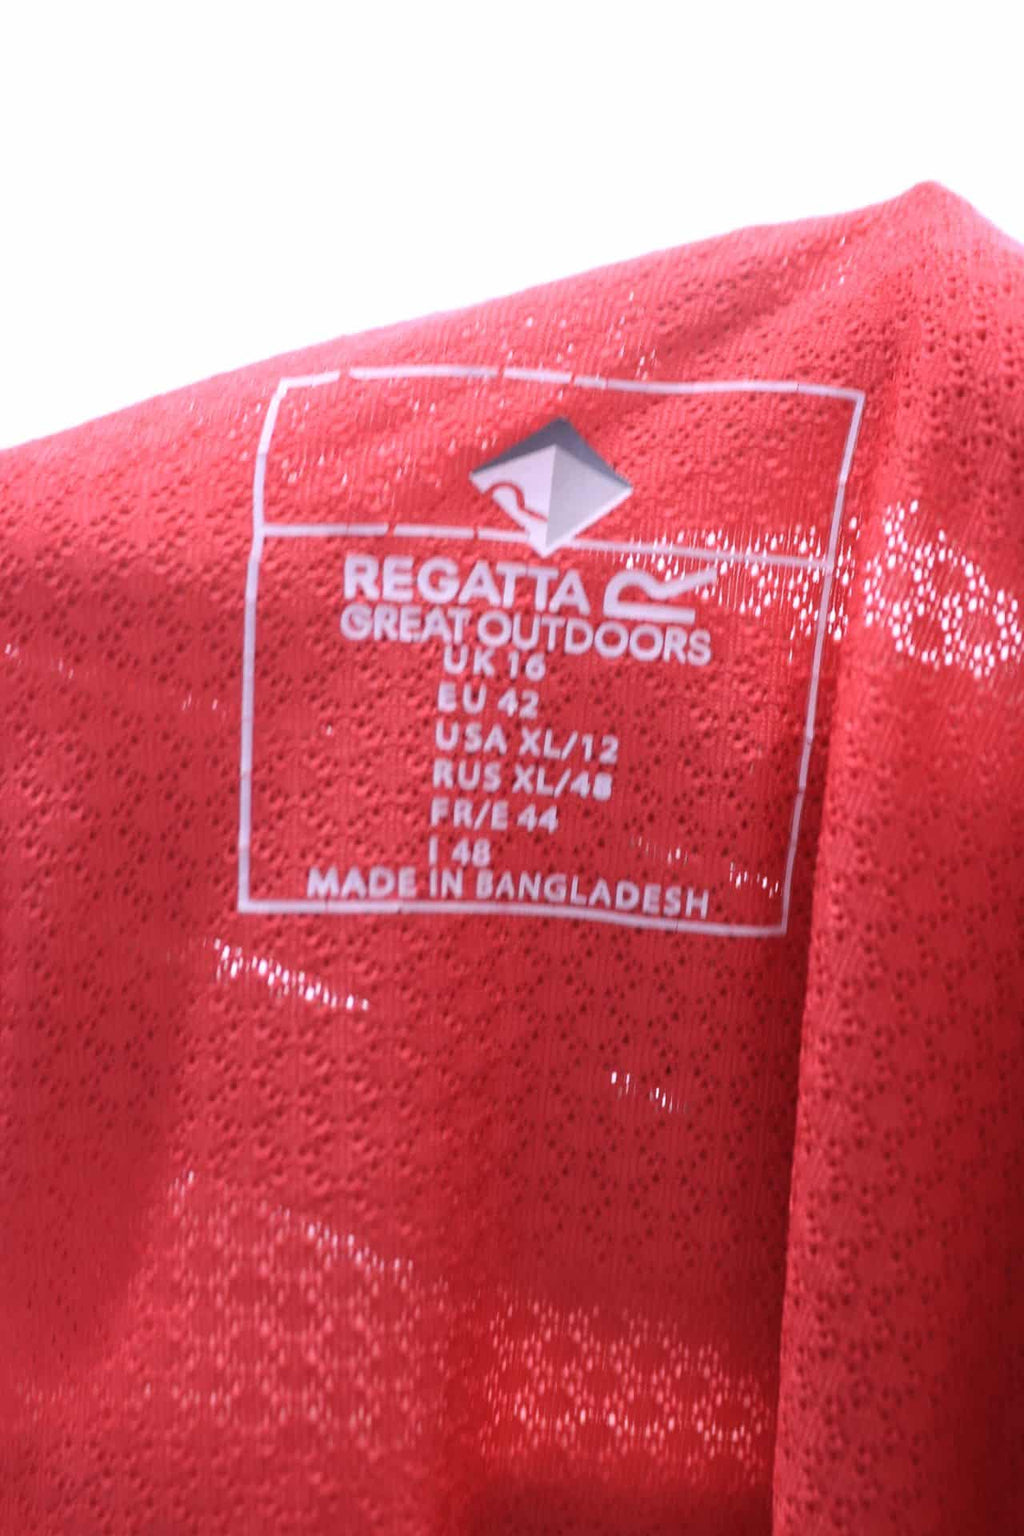 REGATTA
GREAT OUTDOORS
UK 16
EU 42
USA XL/12
RUS XL/48
FR/E 44
I 48
MADE IN BANGLADESH